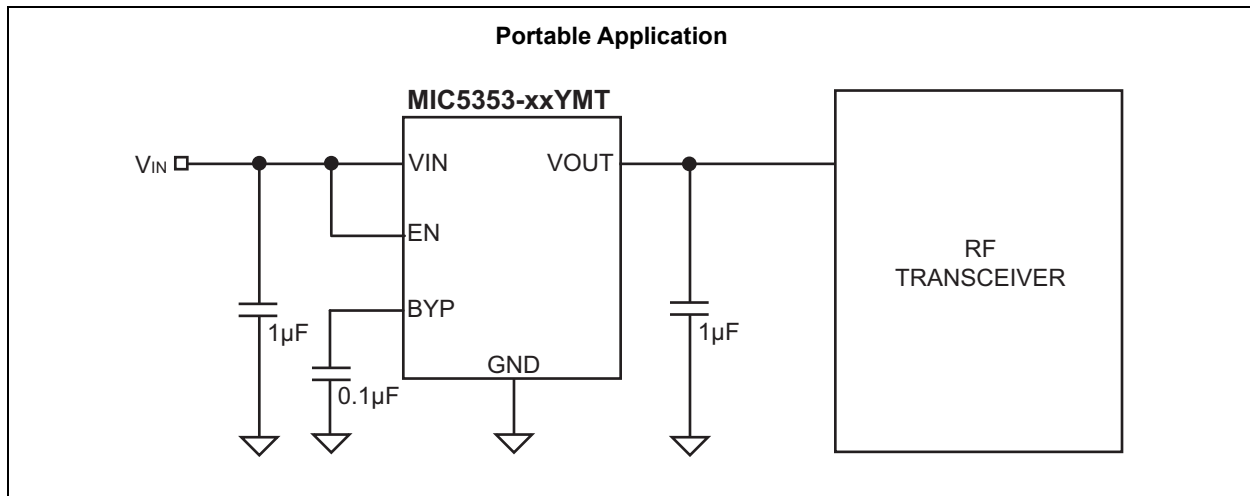 Portable Application
MIC5353-xxYMT
VIN
VIN
VOUT
EN
RF
TRANSCEIVER
BYP
1µF
1µF
GND
0.1µF